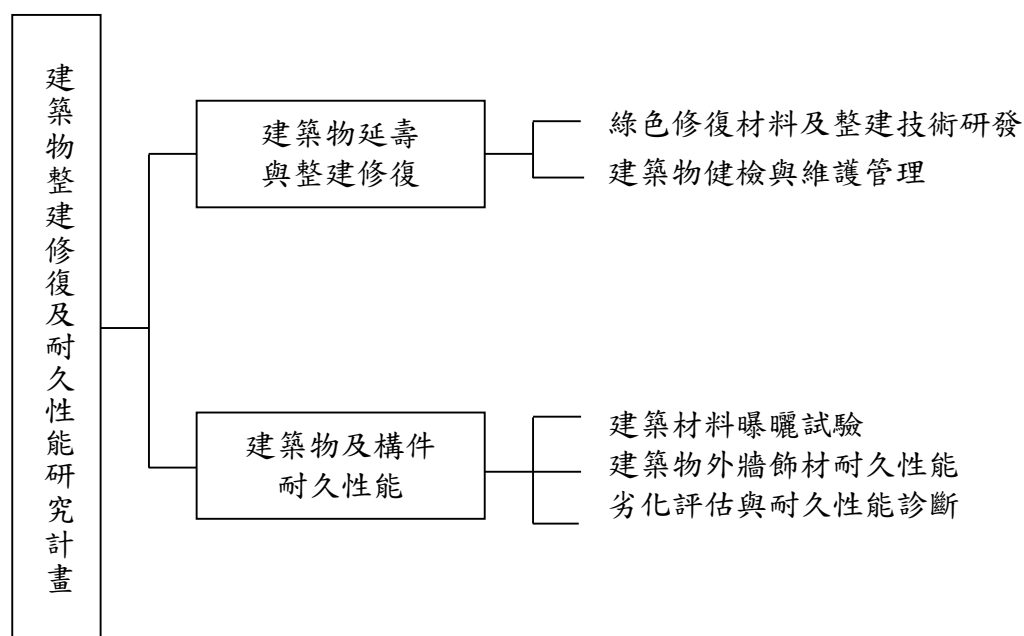 建築物整建修復及耐久性能研究計畫
建築物延壽
與整建修復
綠色修復材料及整建技術研發
建築物健檢與維護管理
建築物及構件
耐久性能
建築材料曝曬試驗
建築物外牆飾材耐久性能
劣化評估與耐久性能診斷